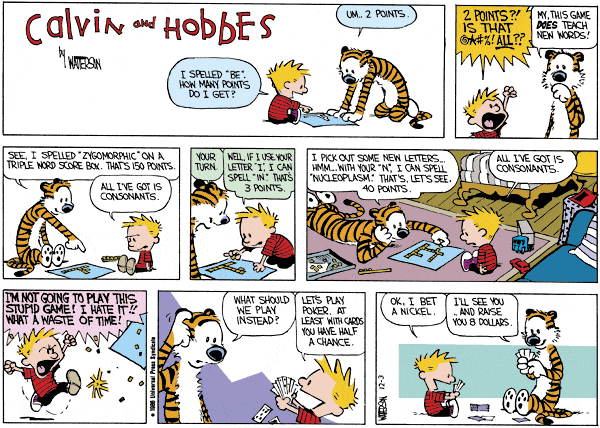 Calvin and Hobbes
by WATTERSON
I SPELLED "BE".
HOW MANY POINTS
DO I GET?
UM.. 2 POINTS.
2 POINTS?!
IS THAT
@*#%! ALL??
MY, THIS GAME
DOES TEACH
NEW WORDS!
SEE, I SPELLED "ZYGOMORPHIC" ON A
TRIPLE WORD SCORE BOX. THAT'S 150 POINTS.
ALL I'VE GOT IS
CONSONANTS.
YOUR
TURN.
WELL, IF I USE YOUR
LETTER "I", I CAN
SPELL "IN". THAT'S
3 POINTS.
I PICK OUT SOME NEW LETTERS...
HMM... WITH YOUR "N", I CAN SPELL
"NUCLEOPLASM." THAT'S, LET'S SEE,
40 POINTS.
ALL I'VE GOT IS
CONSONANTS.
I'M NOT GOING TO PLAY THIS
STUPID GAME! I HATE IT!!
WHAT A WASTE OF TIME!
© 1986 Universal Press Syndicate
WHAT SHOULD
WE PLAY
INSTEAD?
LET'S PLAY
POKER. AT
LEAST WITH CARDS
YOU HAVE HALF
A CHANCE.
OK, I BET
A NICKEL.
I'LL SEE YOU
...AND RAISE
YOU 8 DOLLARS.
WATTERSON 12-3